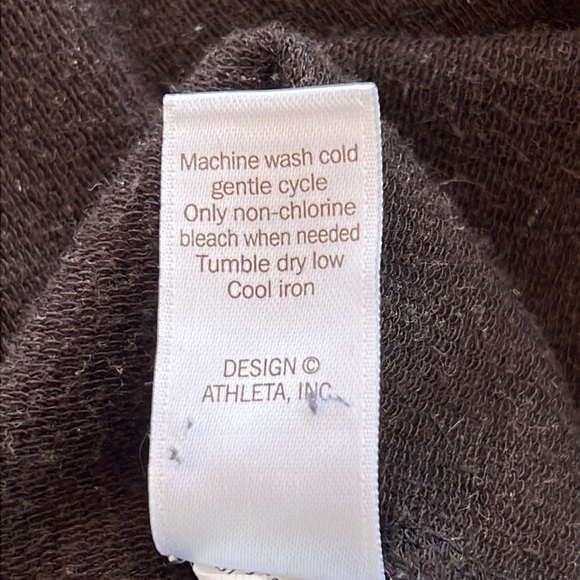 Machine wash cold
gentle cycle
Only non-chlorine
bleach when needed
Tumble dry low
Cool iron
DESIGN ©
ATHLETA, INC.